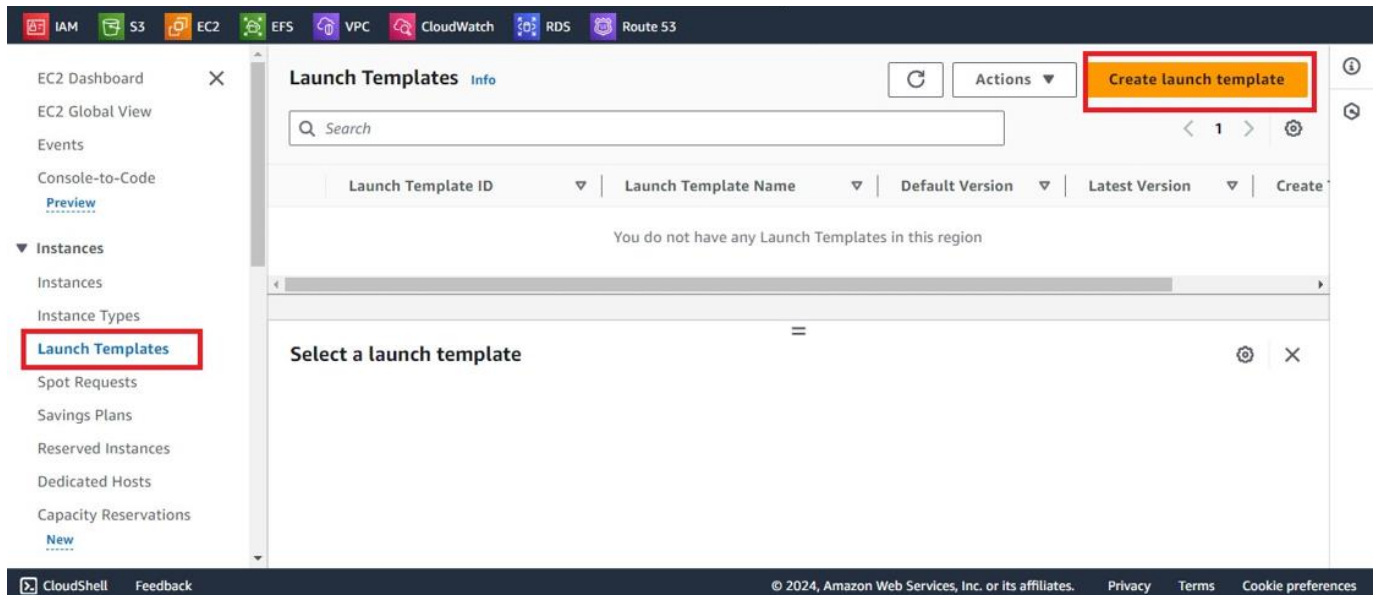 IAM S3 EC2 EFS VPC CloudWatch RDS Route 53
EC2 Dashboard
EC2 Global View
Events
Console-to-Code
Preview
Instances
Instances
Instance Types
Launch Templates
Spot Requests
Savings Plans
Reserved Instances
Dedicated Hosts
Capacity Reservations
New
Launch Templates Info
Actions
Create launch template
Search
1
Launch Template ID Launch Template Name Default Version Latest Version Create
You do not have any Launch Templates in this region
Select a launch template
CloudShell Feedback © 2024, Amazon Web Services, Inc. or its affiliates. Privacy Terms Cookie preferences